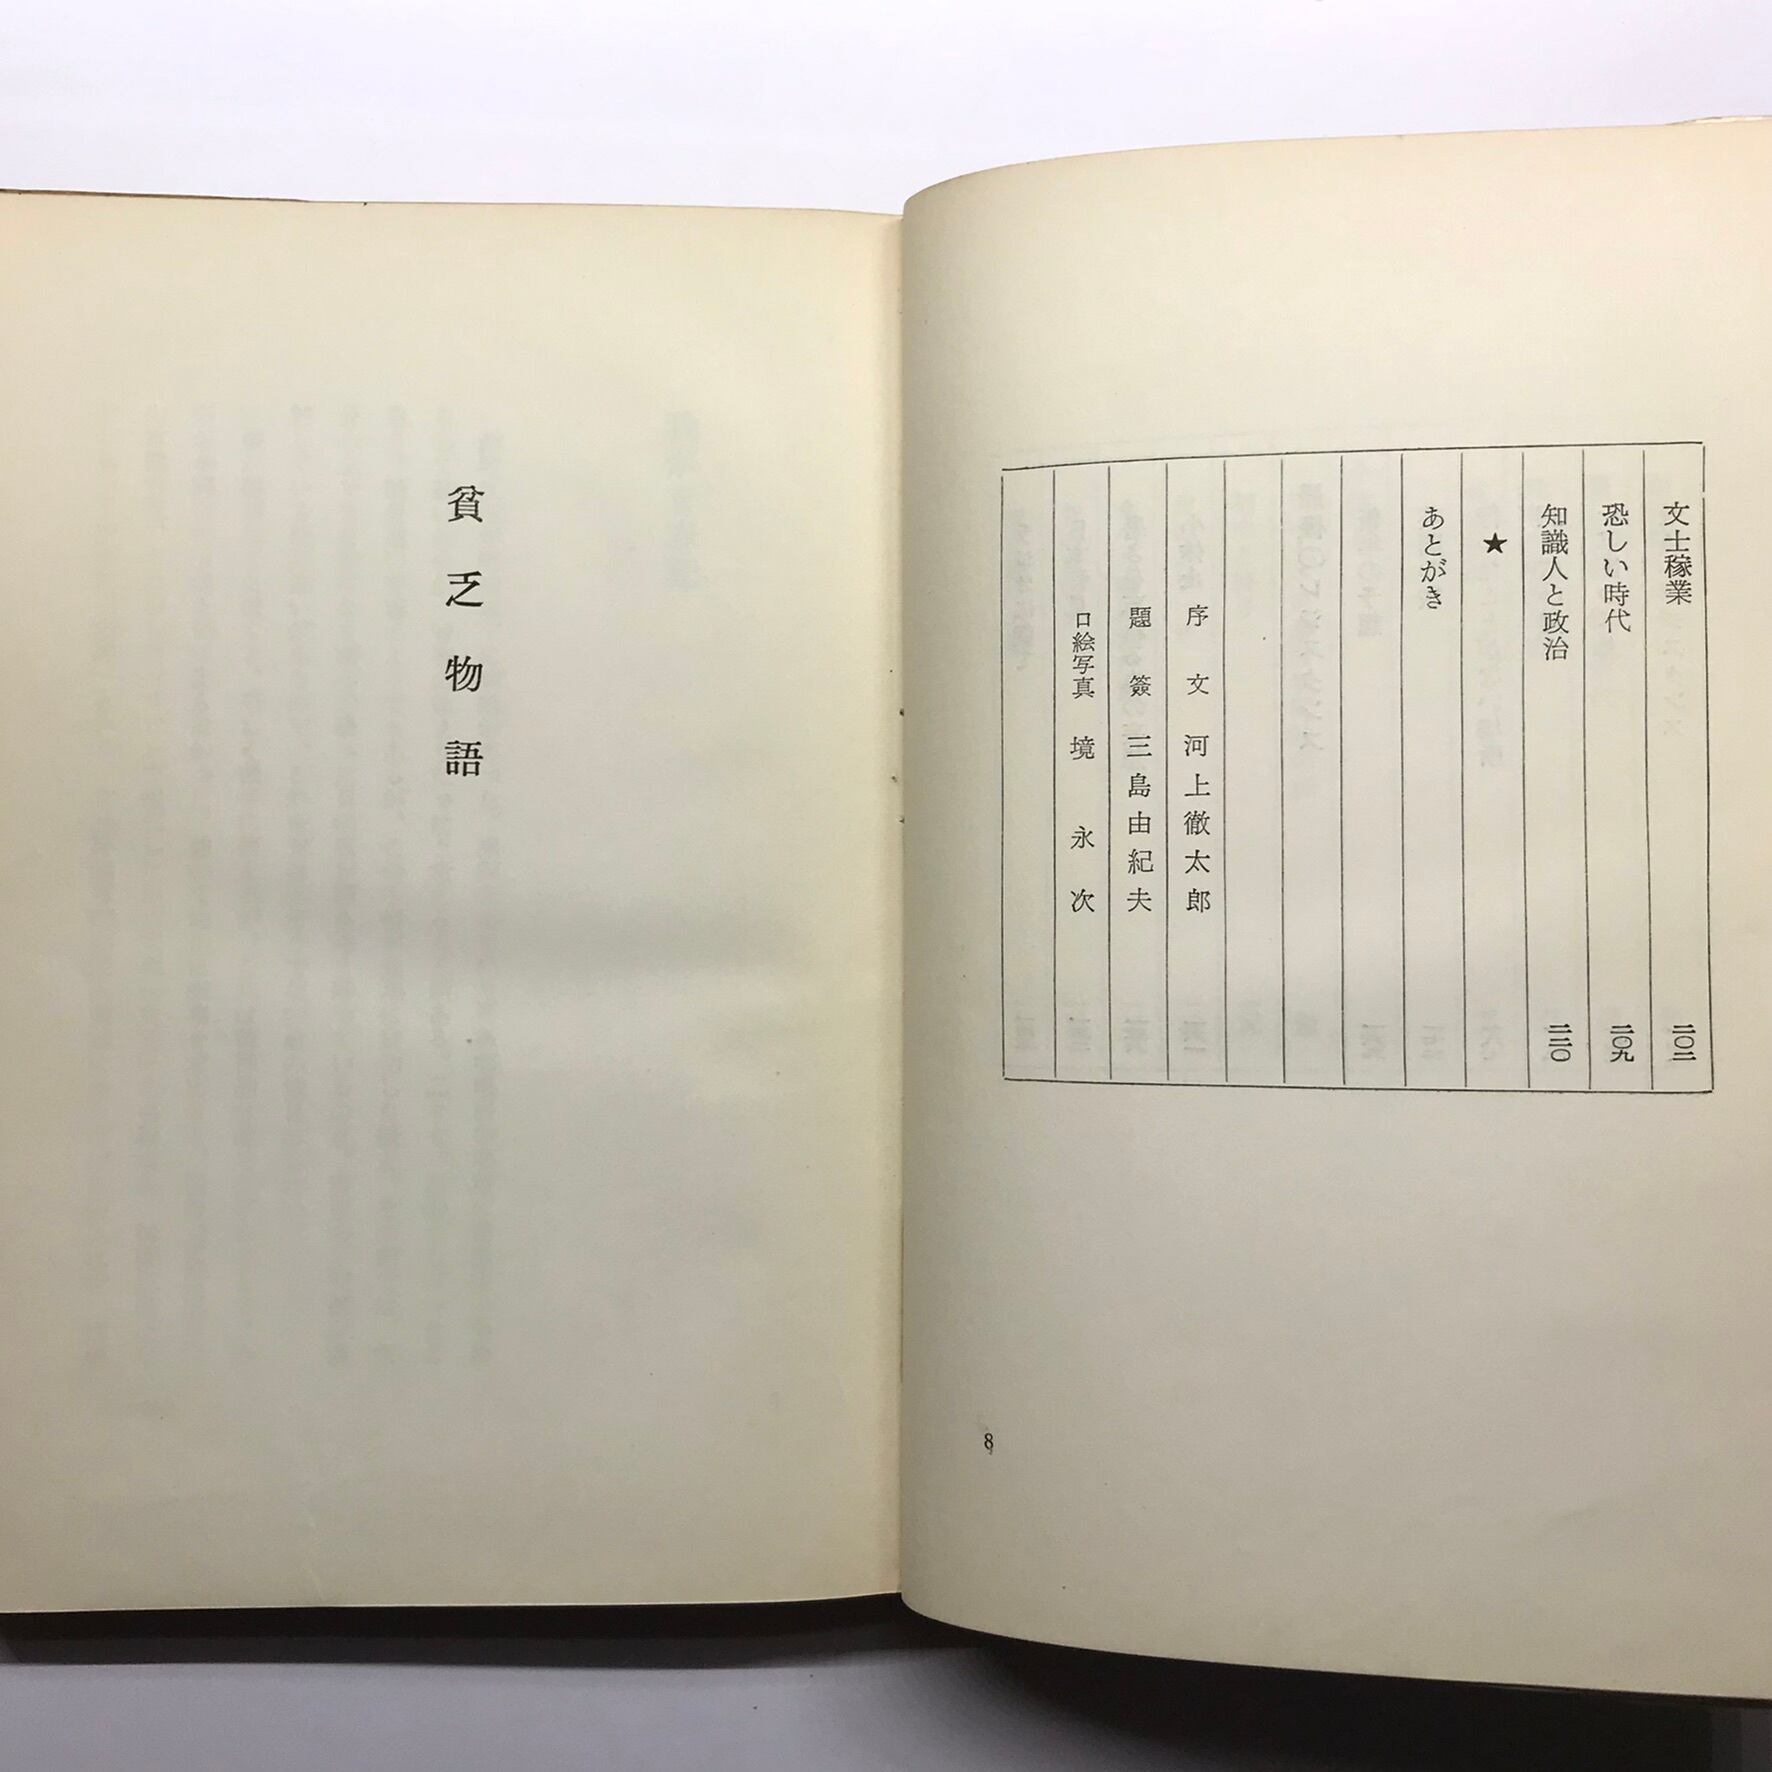 文士稼業 二〇二
恐しい時代 二〇九
知識人と政治 二二〇
★
あとがき
序文 河上徹太郎
題簽 三島由紀夫
口絵写真 境永次
8
貧乏物語